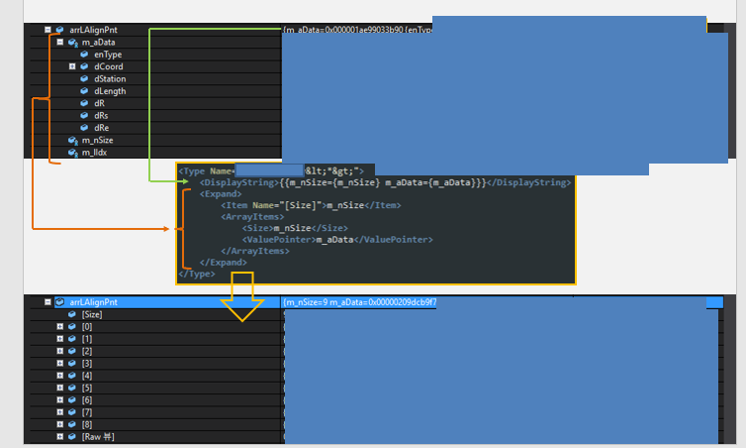 arrLAlignPnt {m_aData=0x000001ae99033b90 {enType
m_aData
enType
dCoord
dStation
dLength
dR
dRs
dRe
m_nSize
m_lIdx
<Type Name= &lt;*&gt;">
<DisplayString>{{m_nSize={m_nSize} m_aData={m_aData}}}</DisplayString>
<Expand>
<Item Name="[Size]">m_nSize</Item>
<ArrayItems>
<Size>m_nSize</Size>
<ValuePointer>m_aData</ValuePointer>
</ArrayItems>
</Expand>
</Type>
arrLAlignPnt {m_nSize=9 m_aData=0x00000209dcb9f7
[Size]
[0]
[1]
[2]
[3]
[4]
[5]
[6]
[7]
[8]
[Raw 뷰]